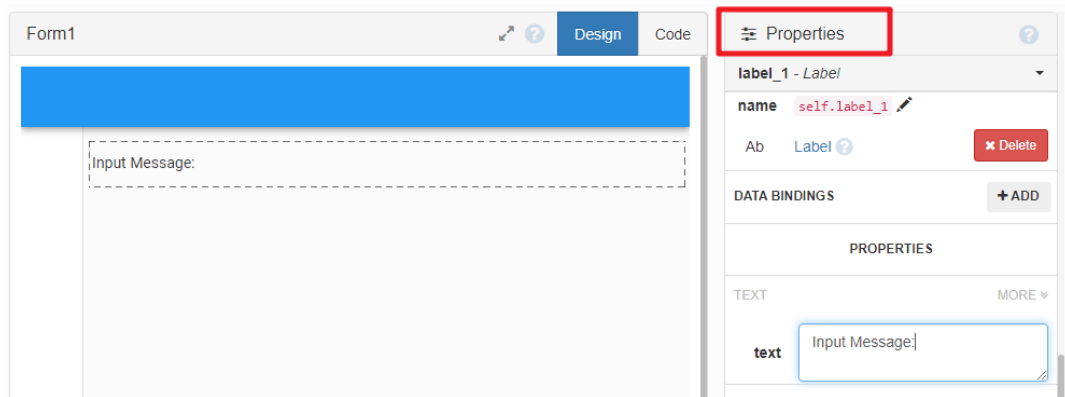 Form1
Design
Code
Input Message:
Properties
label_1 - Label
name self.label_1
Ab Label
Delete
DATA BINDINGS
+ ADD
PROPERTIES
TEXT
MORE
text
Input Message: